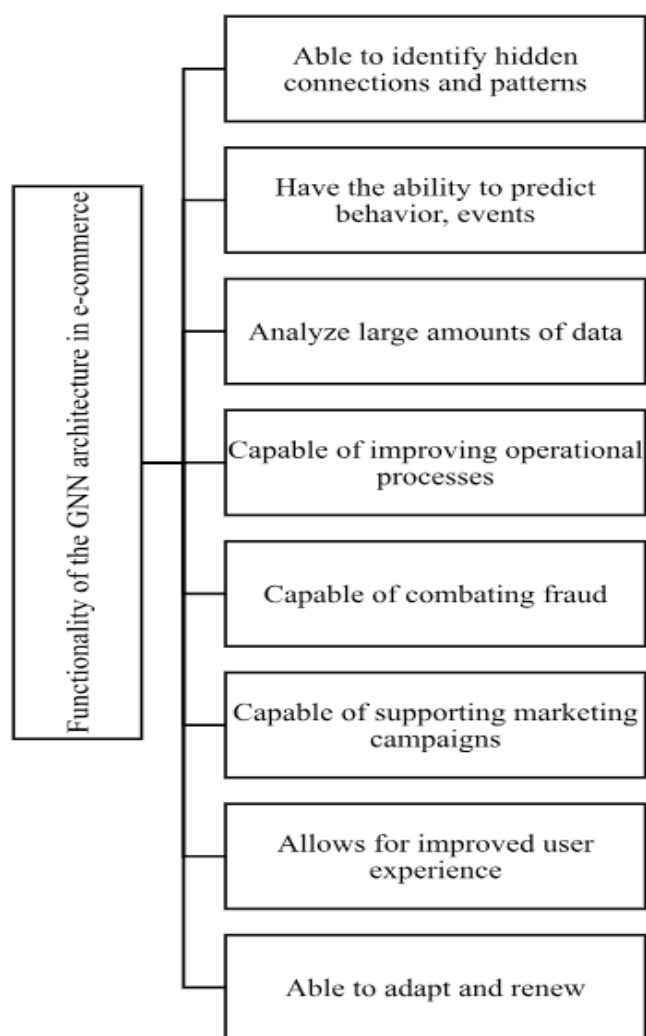 Functionality of the GNN architecture in e-commerce
Able to identify hidden
connections and patterns
Have the ability to predict
behavior, events
Analyze large amounts of data
Capable of improving operational
processes
Capable of combating fraud
Capable of supporting marketing
campaigns
Allows for improved user
experience
Able to adapt and renew